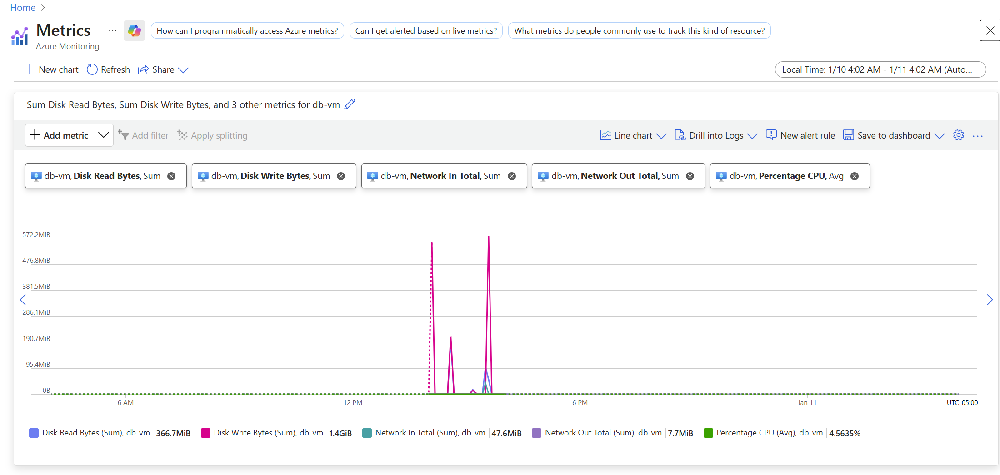 Home
Metrics
Azure Monitoring
How can I programmatically access Azure metrics?
Can I get alerted based on live metrics?
What metrics do people commonly use to track this kind of resource?
New chart
Refresh
Share
Local Time: 1/10 4:02 AM - 1/11 4:02 AM (Auto...
Sum Disk Read Bytes, Sum Disk Write Bytes, and 3 other metrics for db-vm
Add metric
Add filter
Apply splitting
Line chart
Drill into Logs
New alert rule
Save to dashboard
db-vm, Disk Read Bytes, Sum
db-vm, Disk Write Bytes, Sum
db-vm, Network In Total, Sum
db-vm, Network Out Total, Sum
db-vm, Percentage CPU, Avg
572.2MiB
476.8MiB
381.5MiB
286.1MiB
190.7MiB
95.4MiB
0B
6 AM
12 PM
6 PM
Jan 11
UTC-05:00
Disk Read Bytes (Sum), db-vm 366.7MiB
Disk Write Bytes (Sum), db-vm 1.4GiB
Network In Total (Sum), db-vm 47.6MiB
Network Out Total (Sum), db-vm 7.7MiB
Percentage CPU (Avg), db-vm 4.5635%